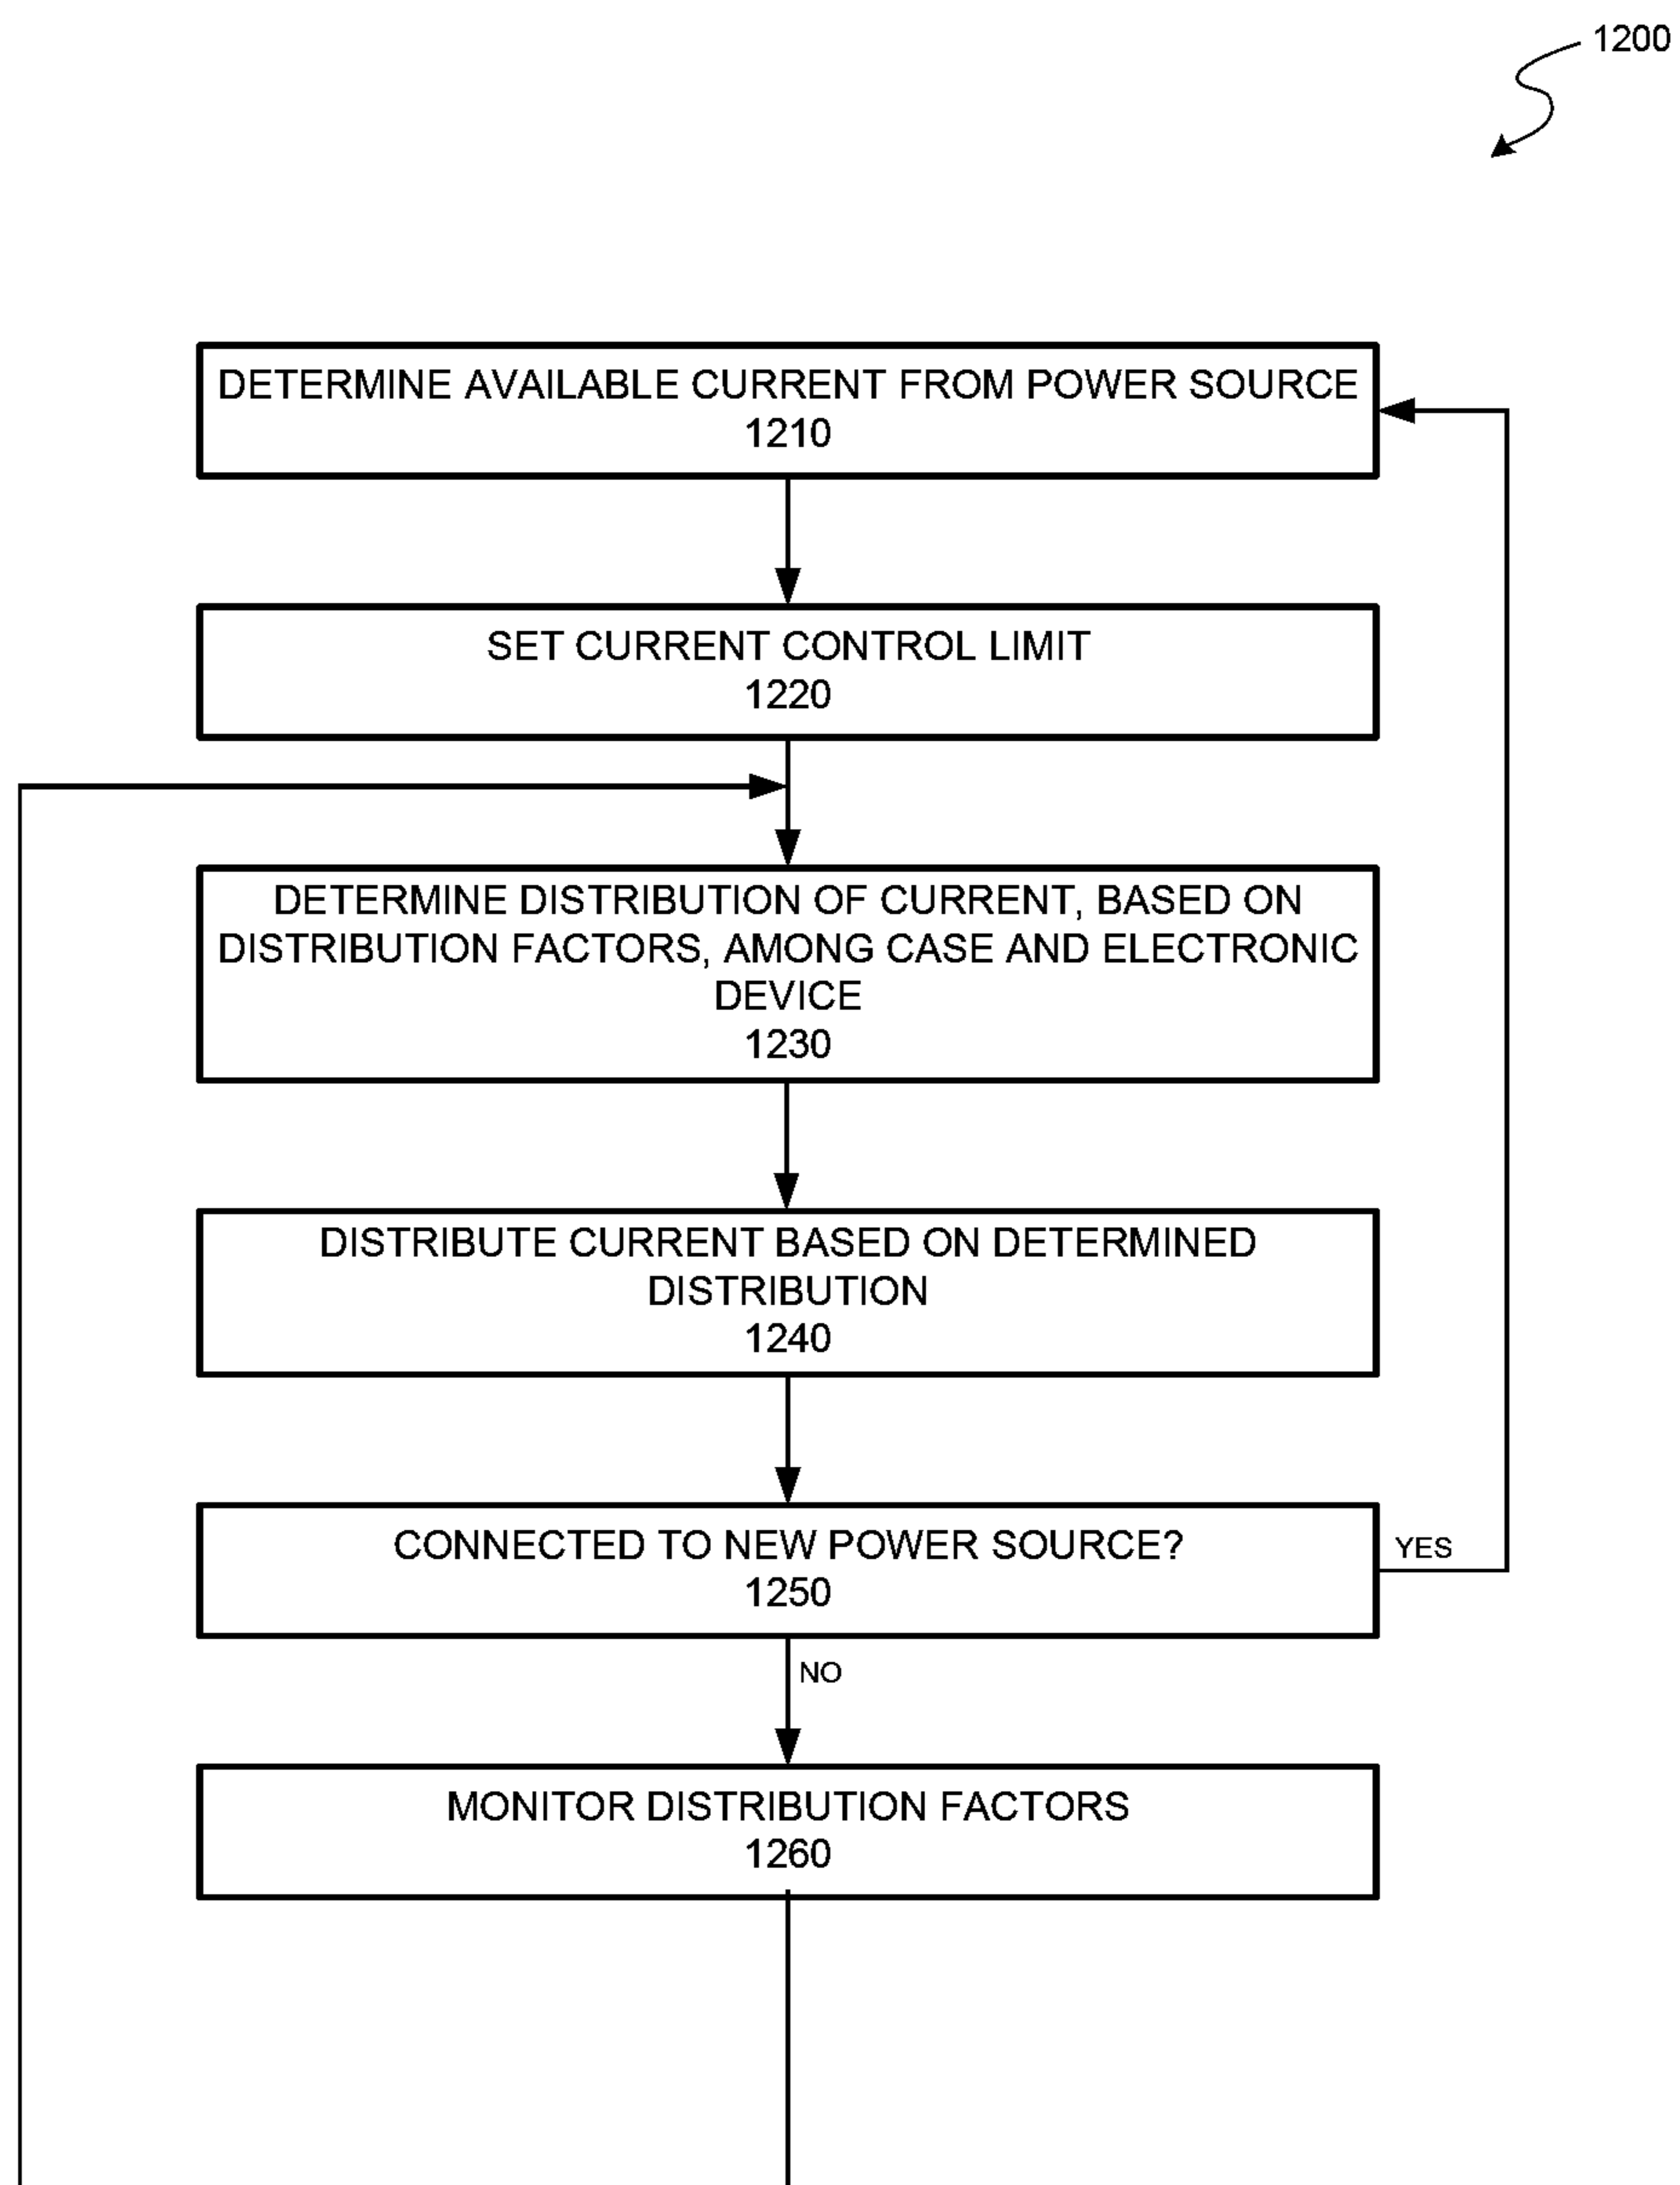 1200
DETERMINE AVAILABLE CURRENT FROM POWER SOURCE
1210
SET CURRENT CONTROL LIMIT
1220
DETERMINE DISTRIBUTION OF CURRENT, BASED ON
DISTRIBUTION FACTORS, AMONG CASE AND ELECTRONIC
DEVICE
1230
DISTRIBUTE CURRENT BASED ON DETERMINED
DISTRIBUTION
1240
CONNECTED TO NEW POWER SOURCE?
1250
YES
NO
MONITOR DISTRIBUTION FACTORS
1260